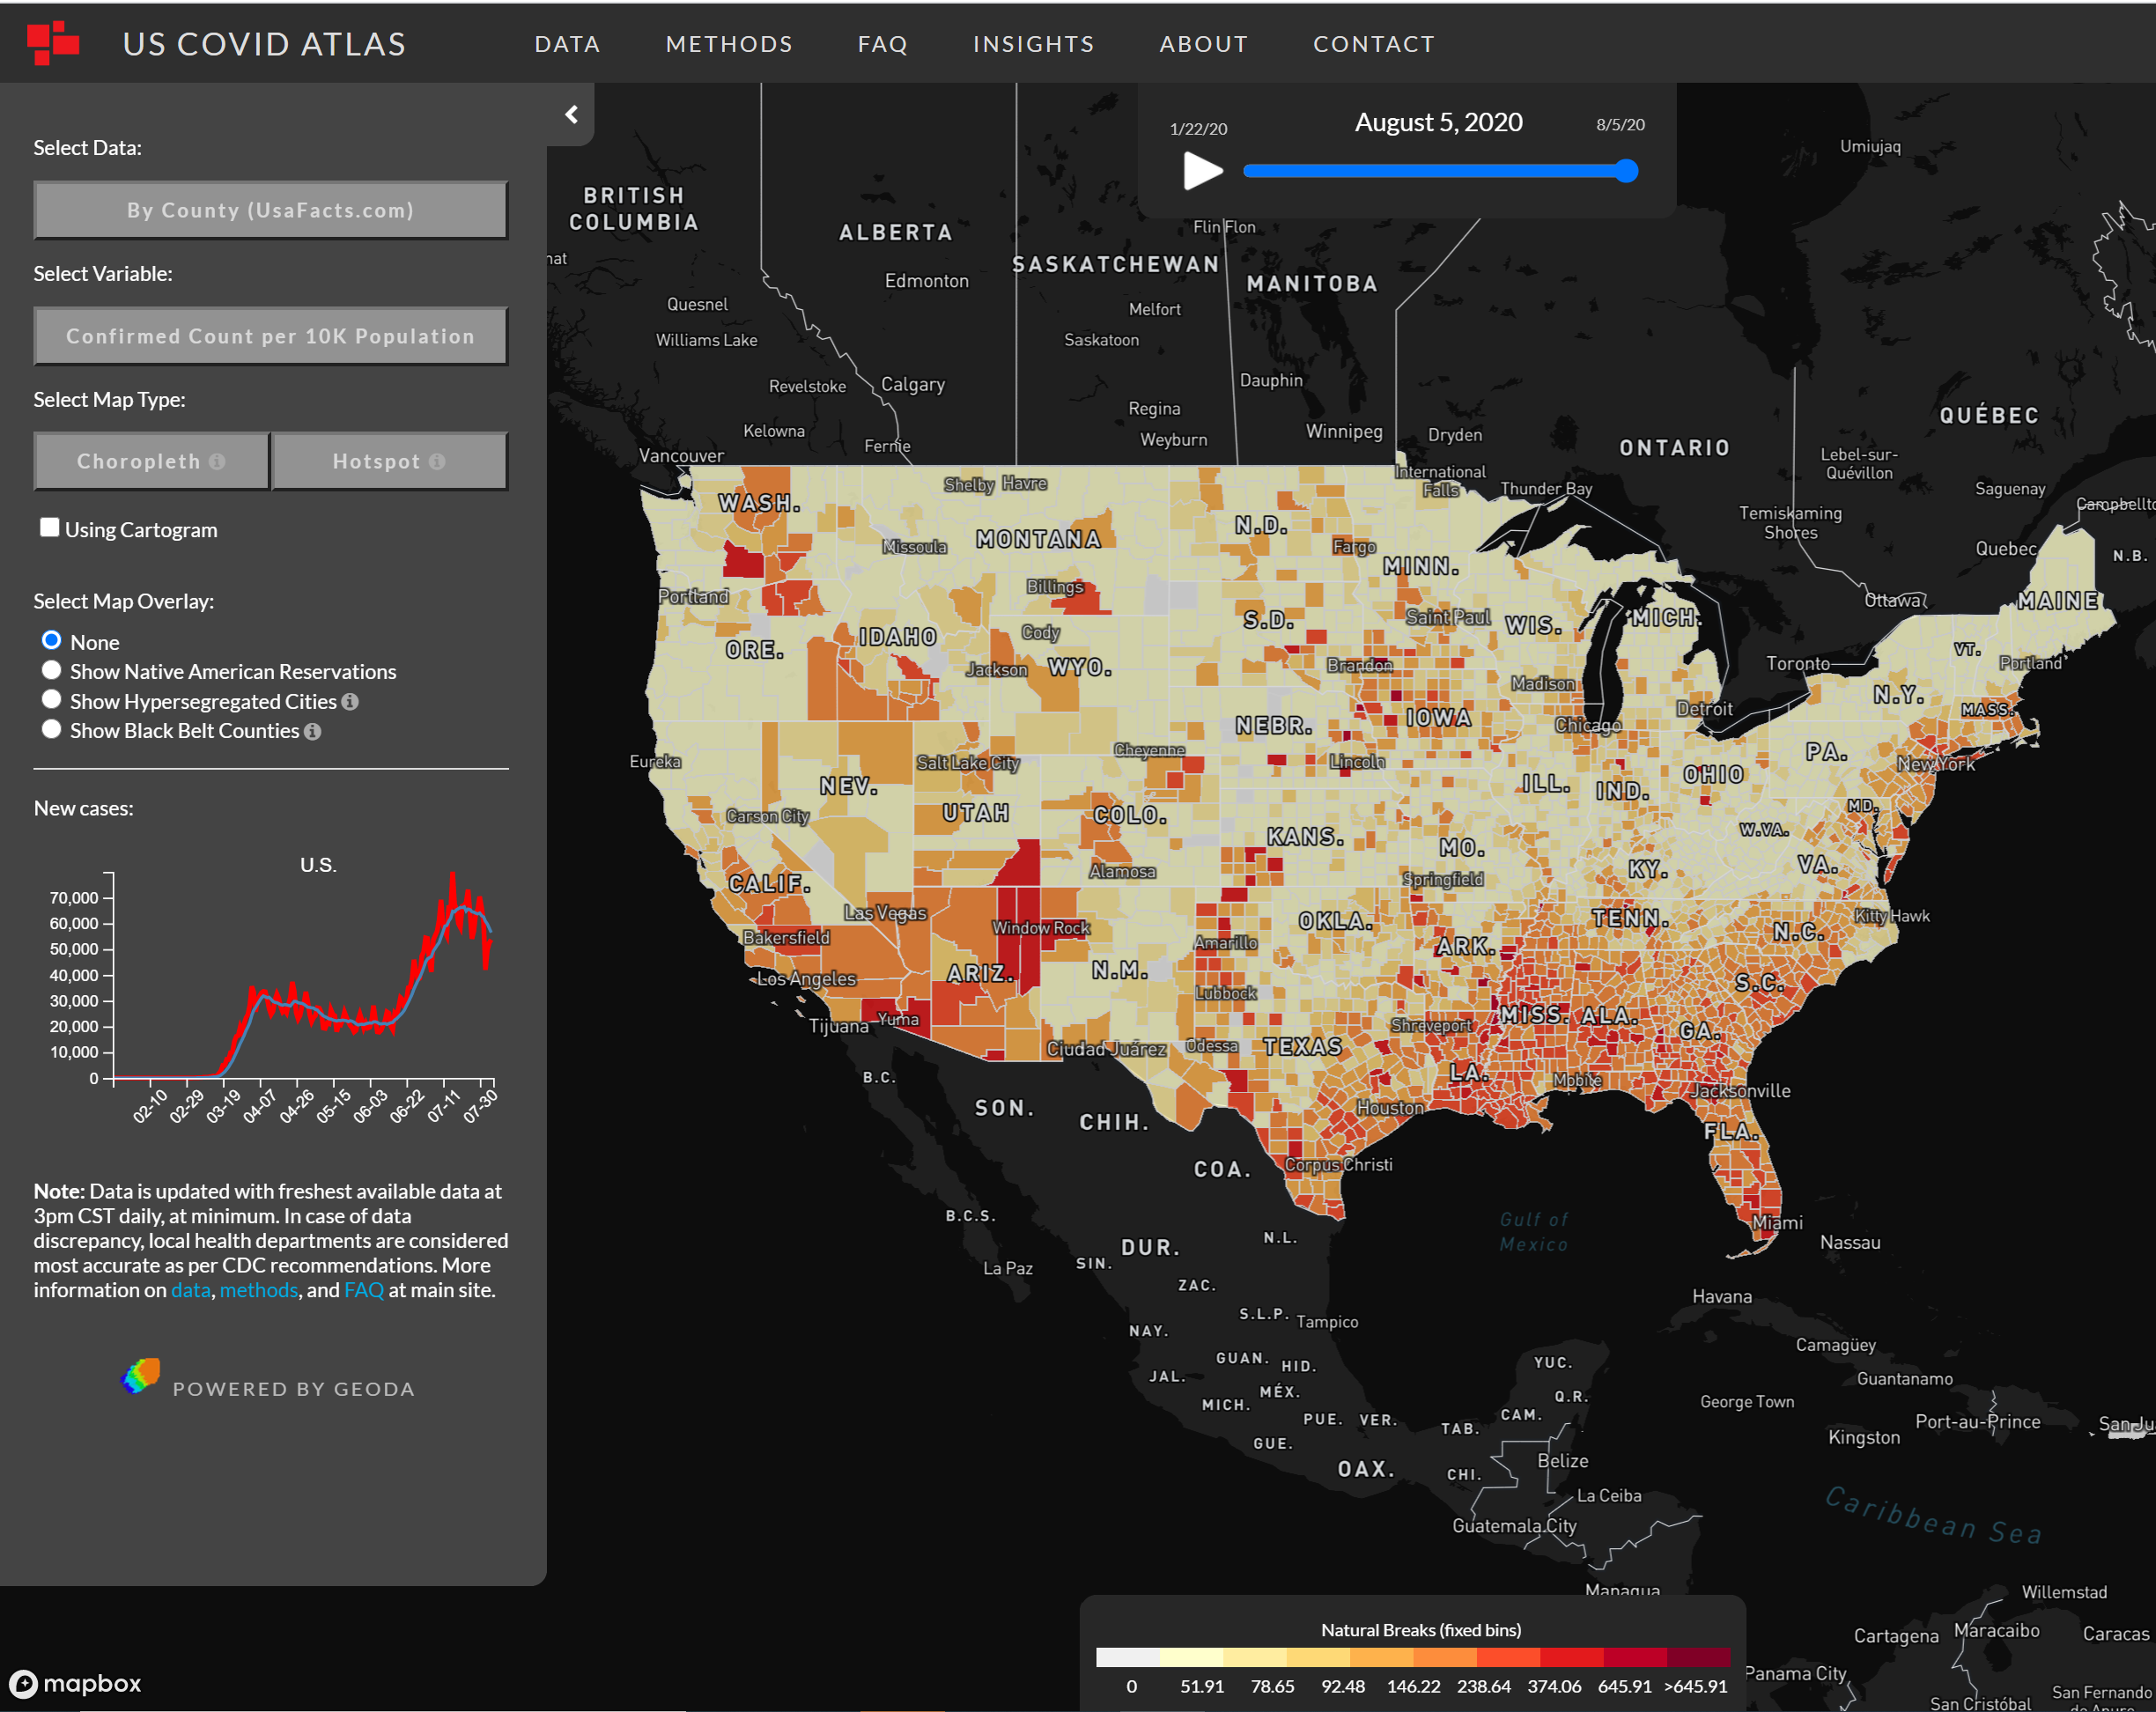 US COVID ATLAS
DATA
METHODS
FAQ
INSIGHTS
ABOUT
CONTACT
Select Data:
By County (UsaFacts.com)
Select Variable:
Confirmed Count per 10K Population
Select Map Type:
Choropleth
Hotspot
Using Cartogram
Select Map Overlay:
None
Show Native American Reservations
Show Hypersegregated Cities
Show Black Belt Counties
New cases:
U.S.
70,000
60,000
50,000
40,000
30,000
20,000
10,000
0
02-10
02-29
03-19
04-07
04-26
05-15
06-03
06-22
07-11
07-30
Note: Data is updated with freshest available data at
3pm CST daily, at minimum. In case of data
discrepancy, local health departments are considered
most accurate as per CDC recommendations. More
information on data, methods, and FAQ at main site.
POWERED BY GEODA
mapbox
1/22/20
August 5, 2020
8/5/20
Umiujaq
BRITISH
COLUMBIA
ALBERTA
Flin Flon
SASKATCHEWAN
MANITOBA
Edmonton
Quesnel
Melfort
Williams Lake
Saskatoon
Revelstoke
Calgary
Dauphin
Regina
QUÉBEC
Kelowna
Fernie
Weyburn
Winnipeg
Dryden
ONTARIO
Vancouver
Lebel-sur-
Quévillon
International
Falls
Thunder Bay
Saguenay
Shelby
Havre
WASH.
Temiskaming
Shores
N.D.
MONTANA
Missoula
Fargo
Quebec
N.B.
MINN.
Billings
Portland
Ottawa
MAINE
S.D.
Saint Paul
WIS.
MICH.
IDAHO
Cody
ORE.
VT.
Jackson
WYO.
Brandon
Toronto
Portland
Madison
N.Y.
MASS.
Detroit
IOWA
NEBR.
Chicago
Eureka
Cheyenne
Salt Lake City
Lincoln
PA.
New York
NEV.
ILL.
IND.
OHIO
Carson City
UTAH
COLO.
MD.
W.VA.
KANS.
MO.
Alamosa
KY.
VA.
CALIF.
Springfield
Las Vegas
Window Rock
OKLA.
TENN.
Kitty Hawk
Bakersfield
Amarillo
ARK.
N.C.
Los Angeles
ARIZ.
N.M.
Lubbock
S.C.
Tijuana
Yuma
Shreveport
MISS.
ALA.
GA.
Ciudad Juárez
Odessa
TEXAS
B.C.
LA.
Mobile
Jacksonville
SON.
CHIH.
Houston
FLA.
COA.
Corpus Christi
B.C.S.
Gulf of
Mexico
Miami
DUR.
N.L.
Nassau
SIN.
La Paz
ZAC.
Havana
S.L.P.
Tampico
NAY.
Camagüey
GUAN.
HID.
YUC.
JAL.
Guantanamo
MÉX.
Q.R.
MICH.
George Town
PUE.
VER.
CAM.
TAB.
Port-au-Prince
Kingston
GUE.
Belize
OAX.
CHI.
La Ceiba
Guatemala City
Caribbean Sea
Managua
Willemstad
Cartagena
Maracaibo
Caracas
Panama City
San Cristóbal
San Fernando
Natural Breaks (fixed bins)
0
51.91
78.65
92.48
146.22
238.64
374.06
645.91
>645.91